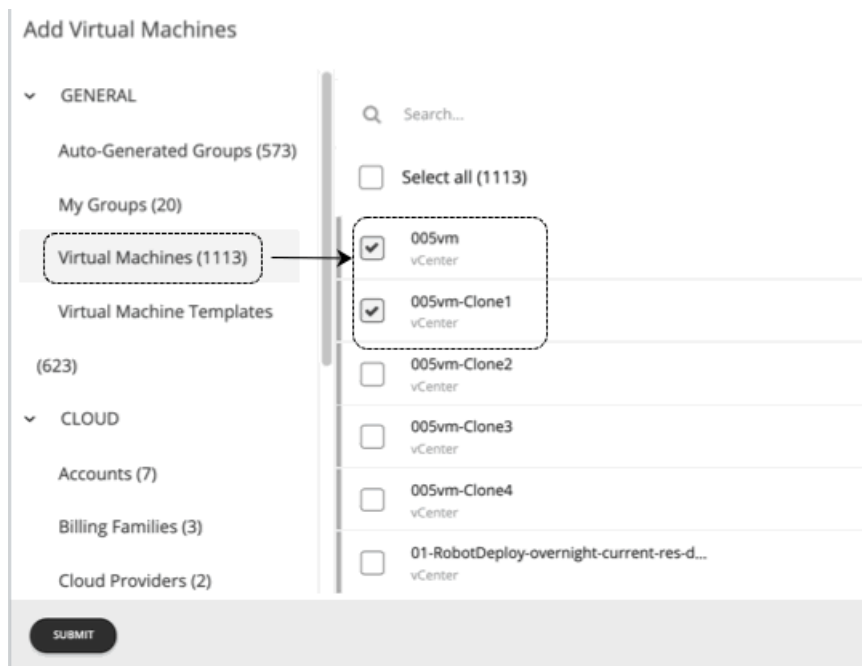 Add Virtual Machines
GENERAL
Auto-Generated Groups (573)
My Groups (20)
Virtual Machines (1113)
Virtual Machine Templates
(623)
CLOUD
Accounts (7)
Billing Families (3)
Cloud Providers (2)
Search...
Select all (1113)
005vm
vCenter
005vm-Clone1
vCenter
005vm-Clone2
vCenter
005vm-Clone3
vCenter
005vm-Clone4
vCenter
01-RobotDeploy-overnight-current-res-d...
vCenter
SUBMIT